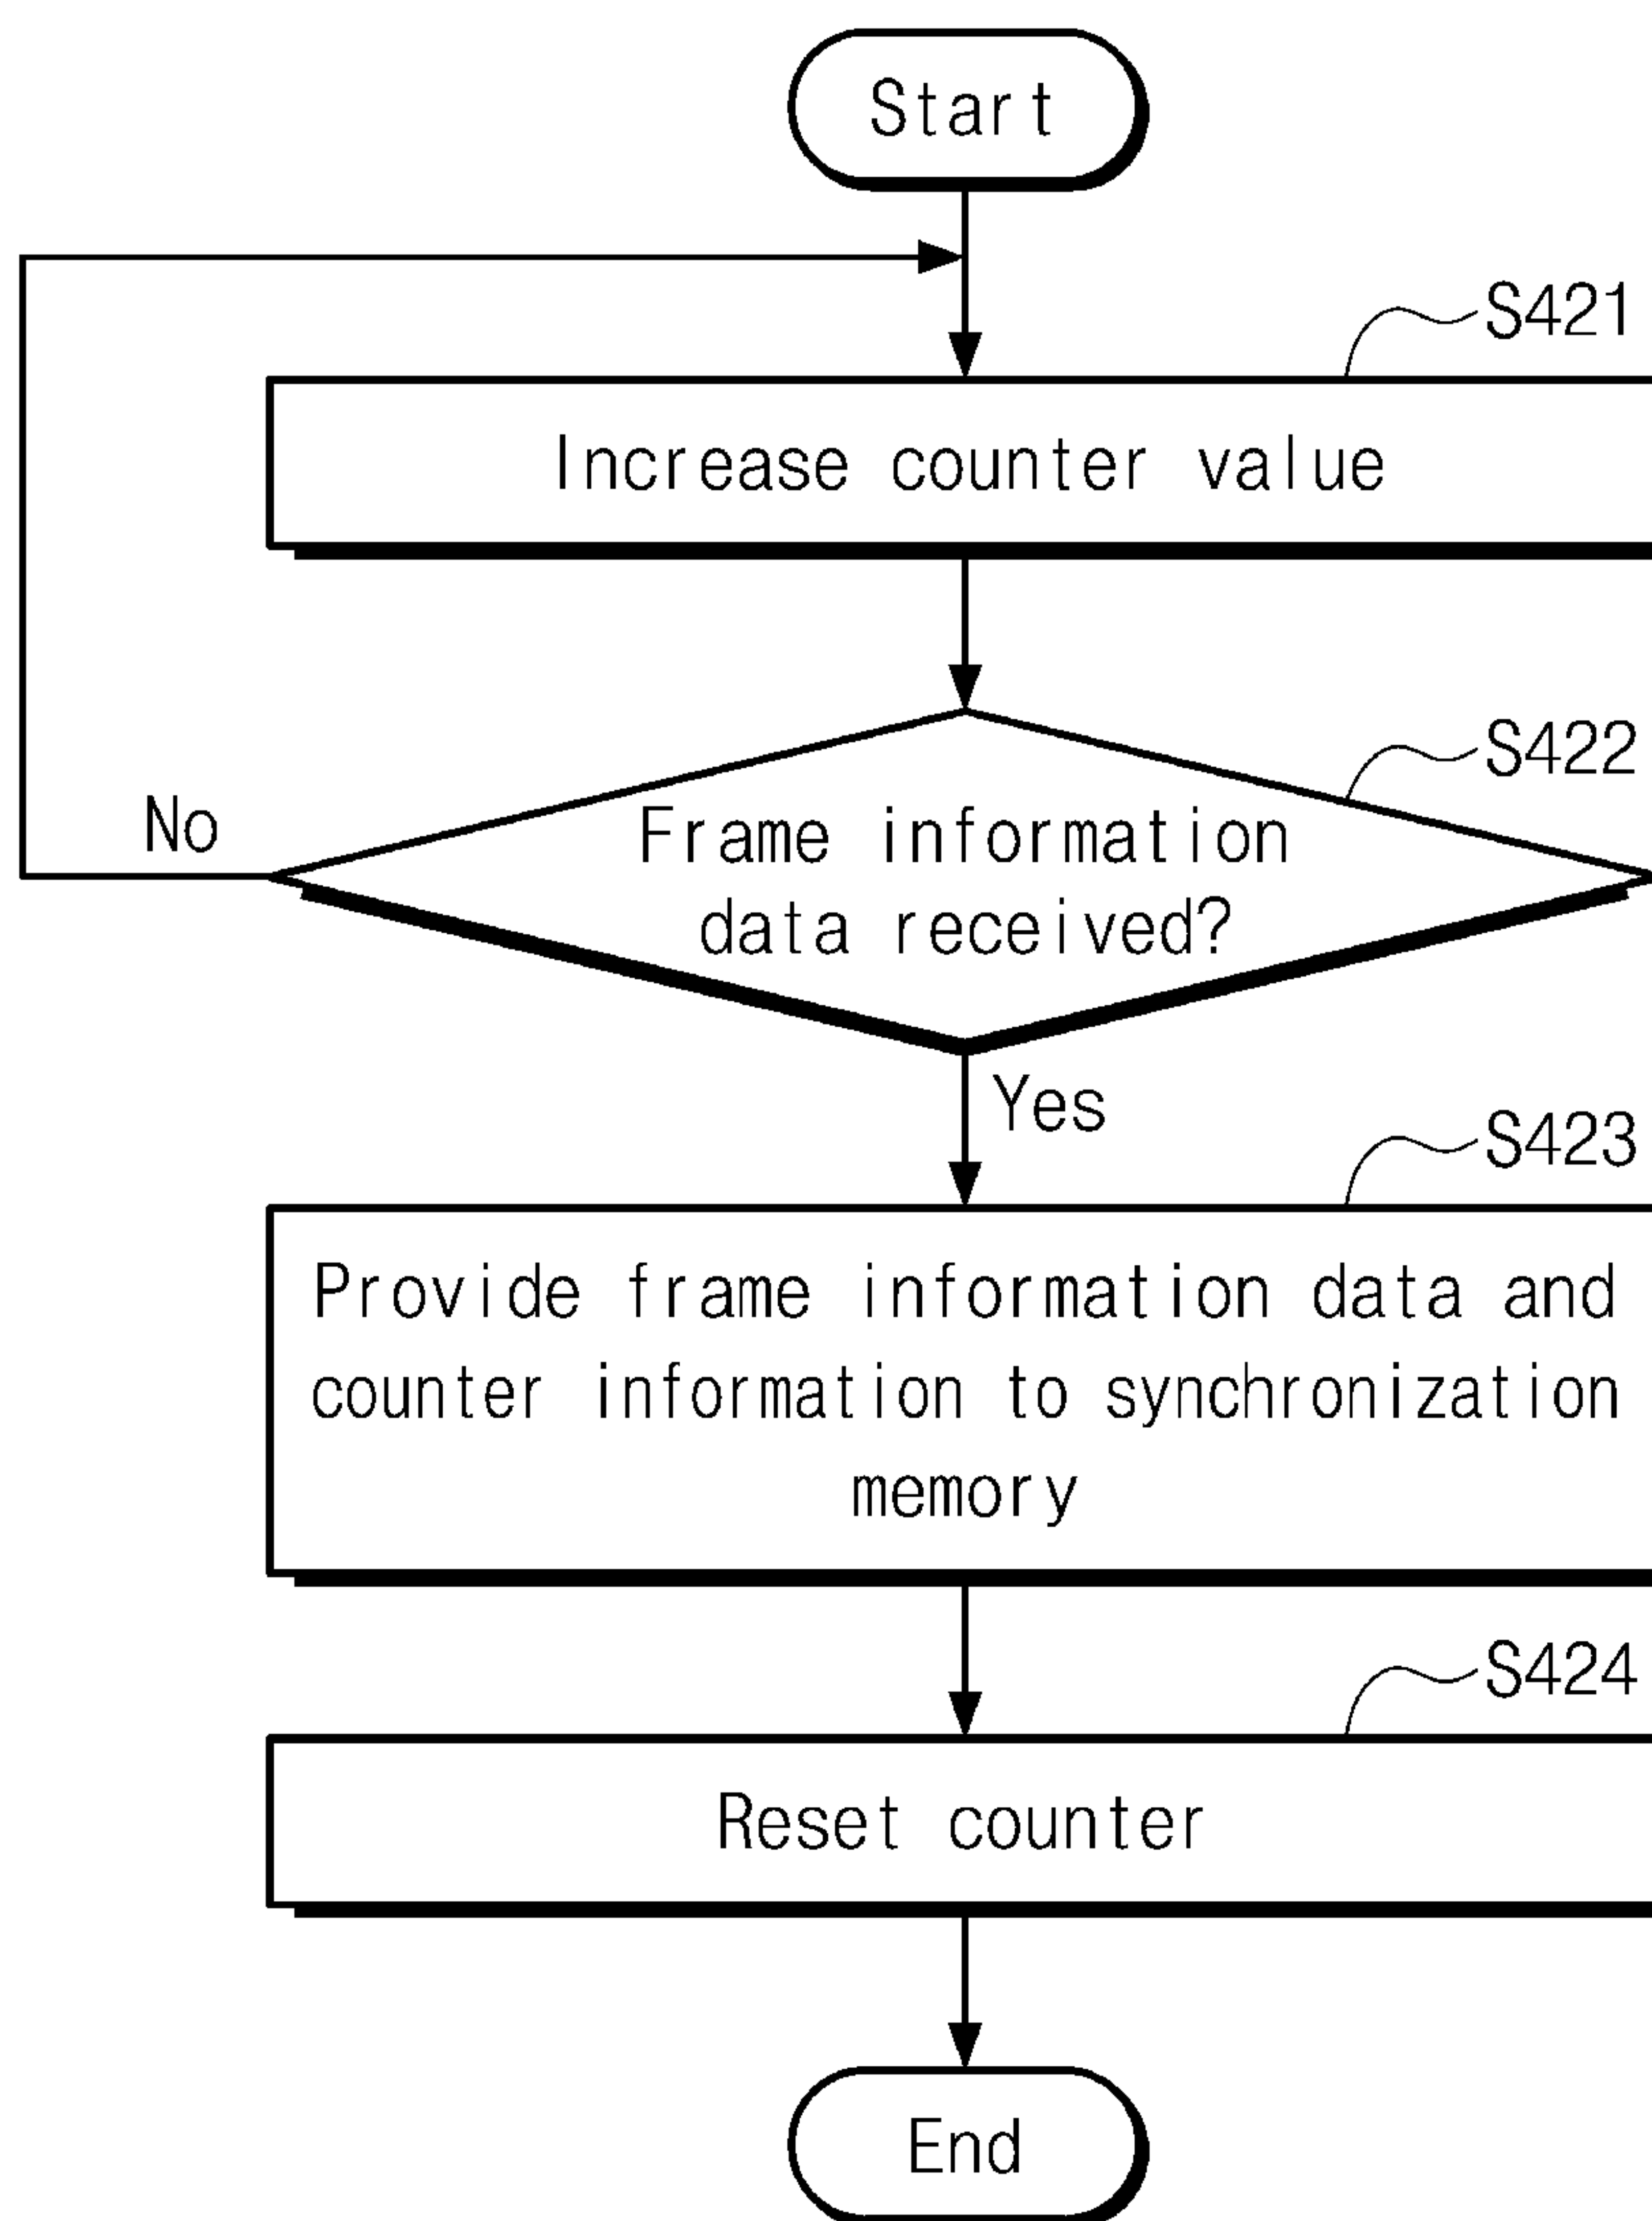 Start
S421
Increase counter value
S422
No
Frame information
data received?
Yes
S423
Provide frame information data and
counter information to synchronization
memory
S424
Reset counter
End